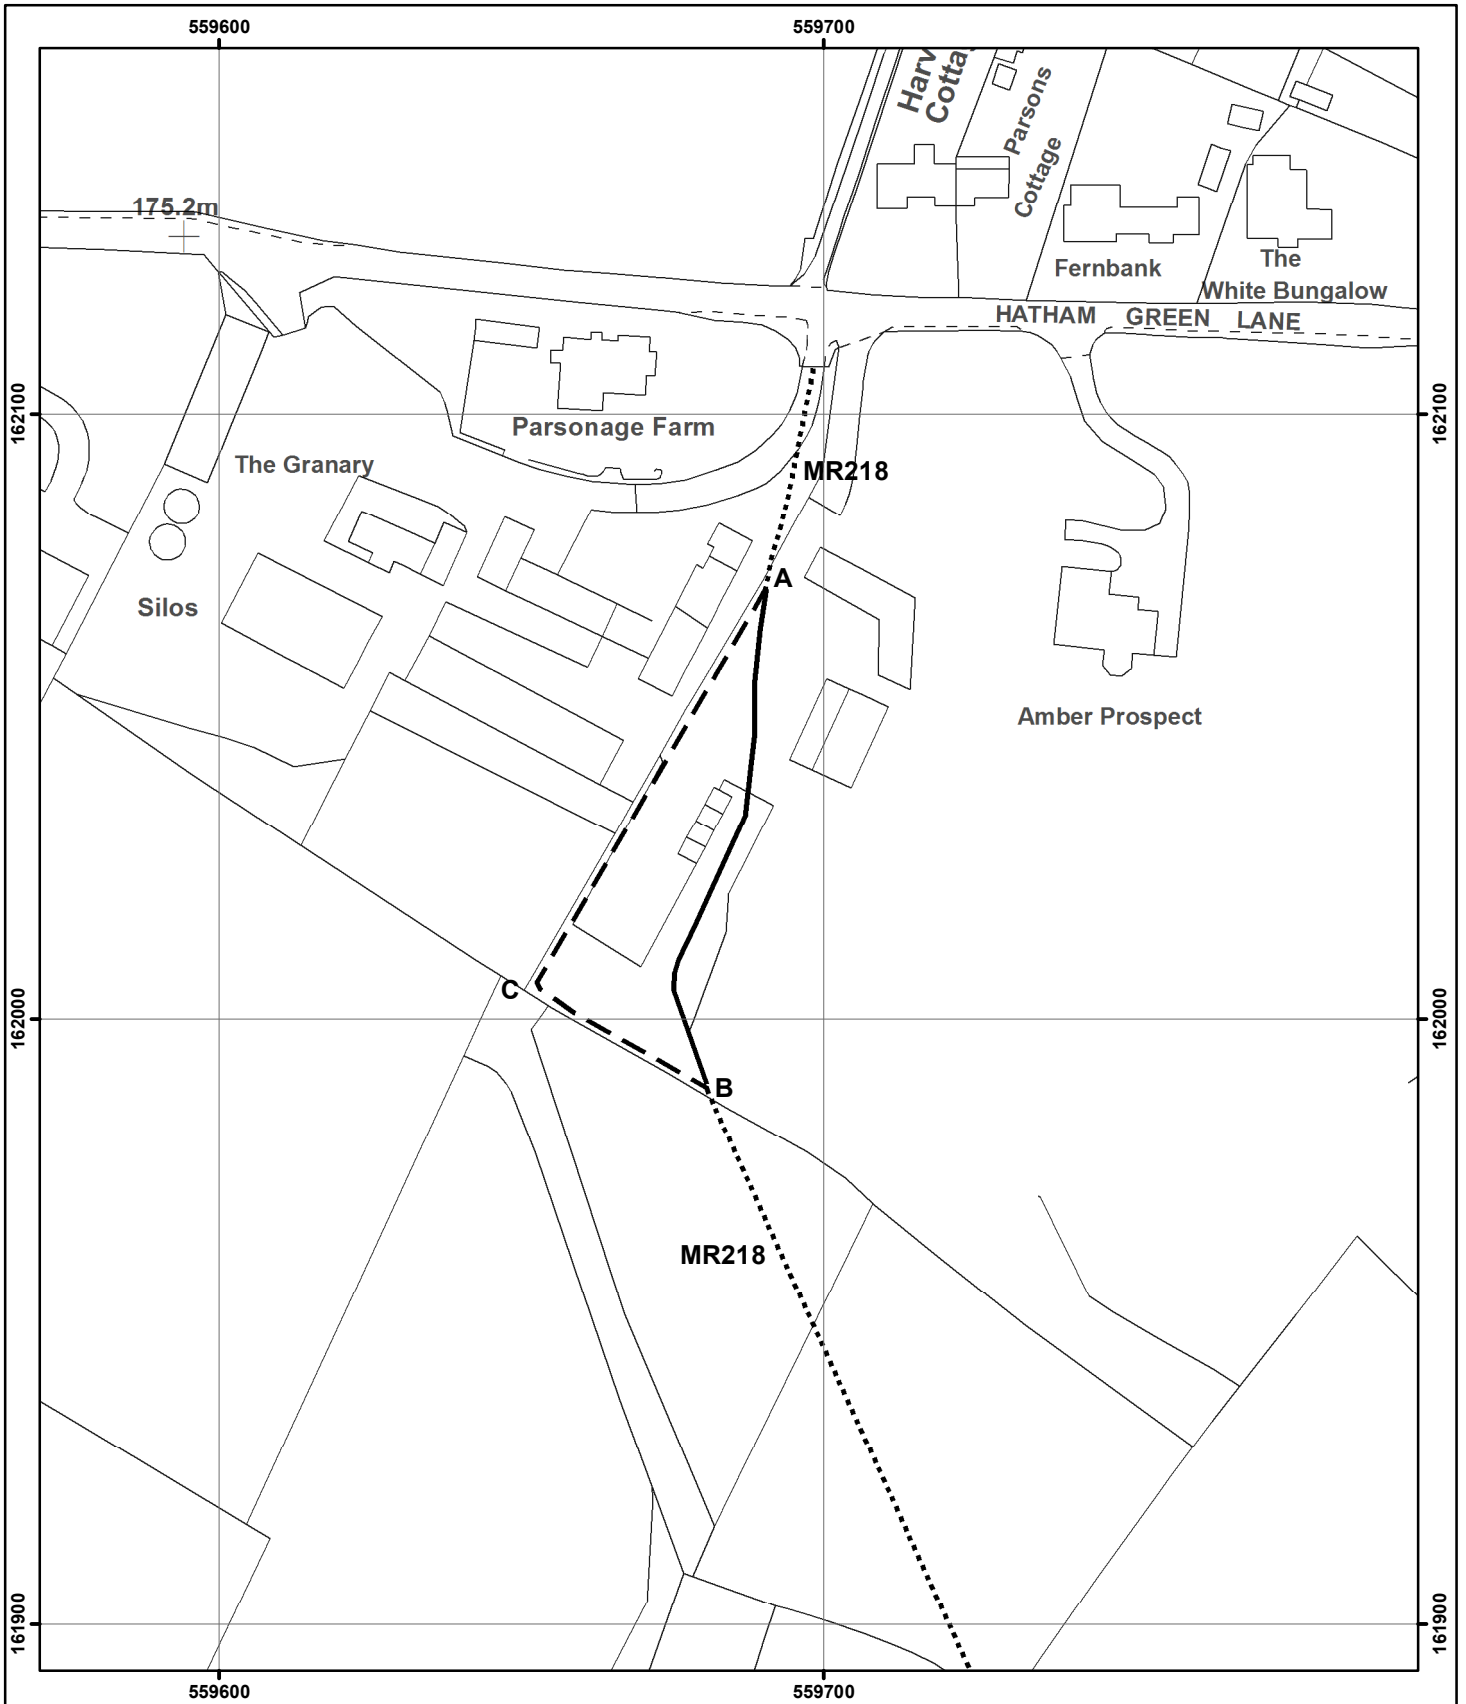 559600
559700
Parsons
Cottage
175.2m
Fernbank
The
White Bungalow
HATHAM GREEN LANE
162100
162100
Parsonage Farm
The Granary
MR218
A
Silos
Amber Prospect
C
162000
162000
B
MR218
161900
161900
559600
559700